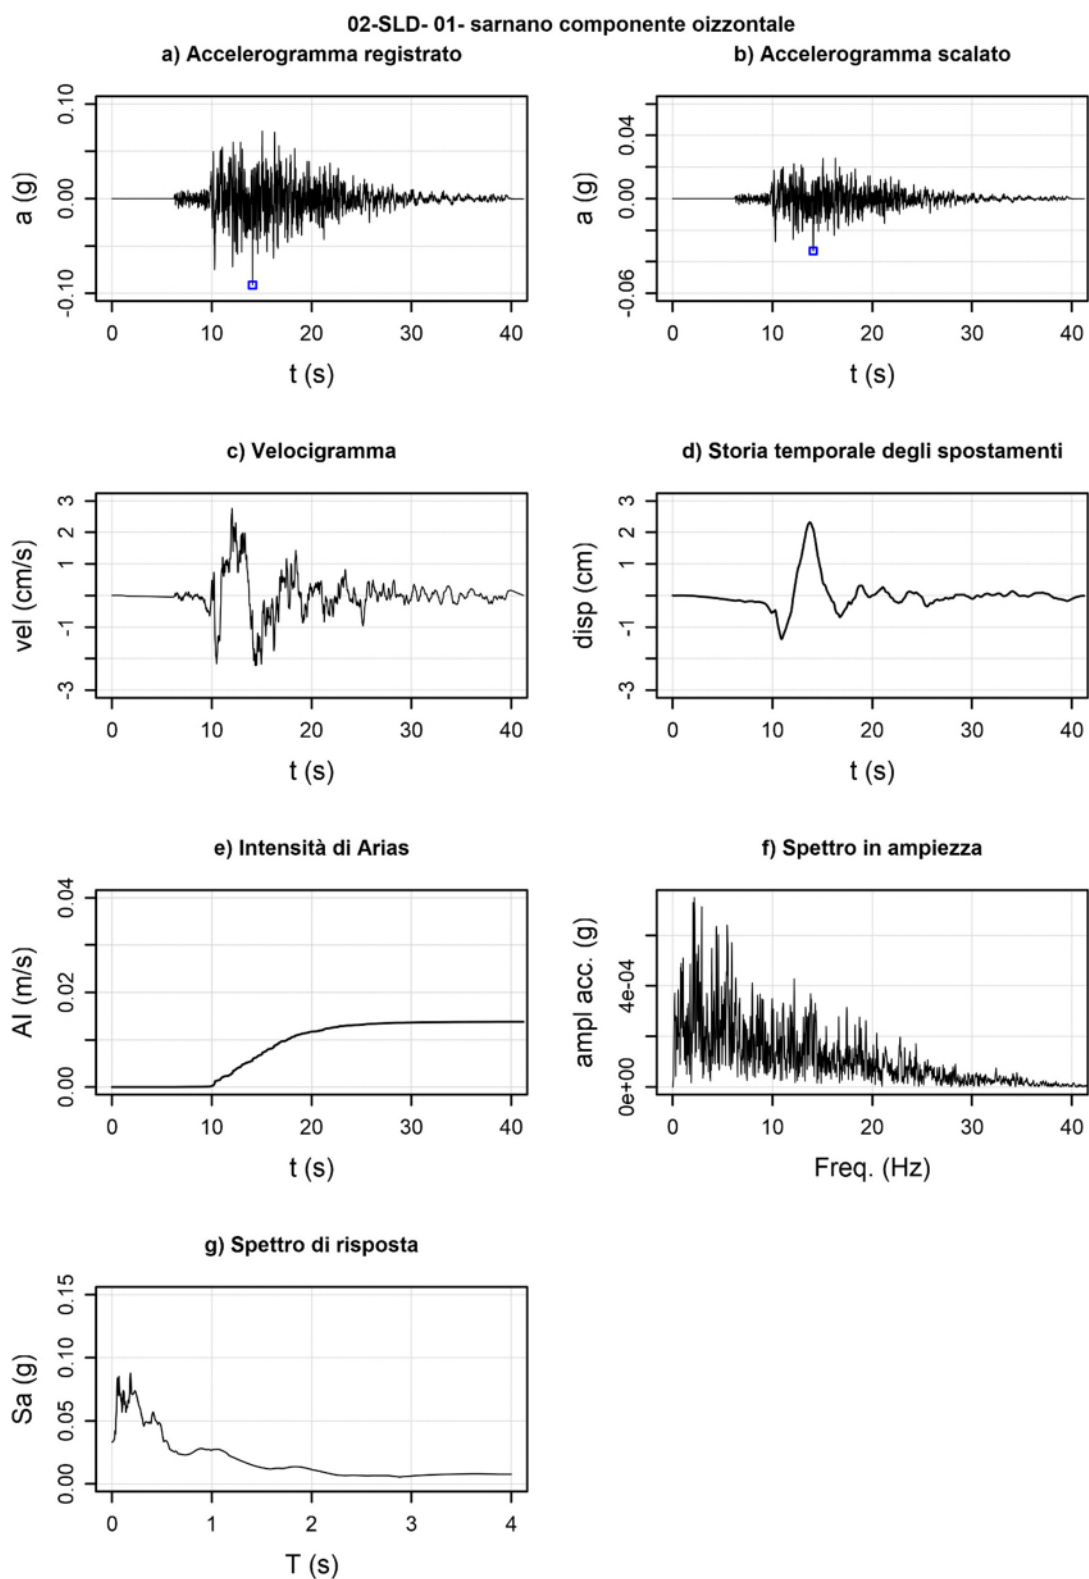 02-SLD- 01- sarnano componente oizzontale
a) Accelerogramma registrato
a (g)
0.10
0.00
-0.10
0 10 20 30 40
t (s)
b) Accelerogramma scalato
a (g)
0.04
0.00
-0.06
0 10 20 30 40
t (s)
c) Velocigramma
vel (cm/s)
3
2
1
-1
-3
0 10 20 30 40
t (s)
d) Storia temporale degli spostamenti
disp (cm)
3
2
1
-1
-3
0 10 20 30 40
t (s)
e) Intensità di Arias
AI (m/s)
0.04
0.02
0.00
0 10 20 30 40
t (s)
f) Spettro in ampiezza
ampl acc. (g)
4e-04
0e+00
0 10 20 30 40
Freq. (Hz)
g) Spettro di risposta
Sa (g)
0.15
0.10
0.05
0.00
0 1 2 3 4
T (s)